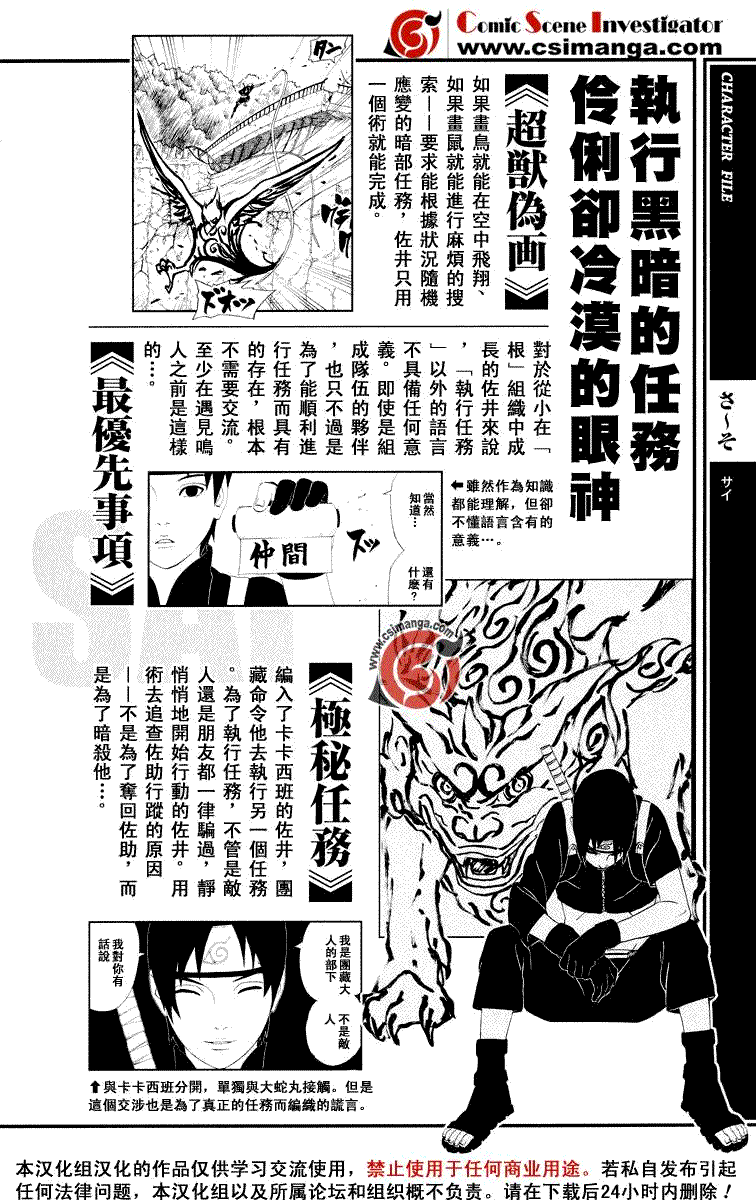 Comic Scene Investigator
www.csimanga.com
CHARACTER FILE
さ～そ
サイ
執行黑暗的任務
伶俐卻冷漠的眼神
《超獣偽画》
如果畫鳥就能在空中飛翔、
如果畫鼠就能進行麻煩的搜
索——要求能根據狀況隨機
應變的暗部任務，佐井只用
一個術就能完成。
タン
ズオッ
對於從小在「
根」組織中成
長的佐井來說
，「執行任務
」以外的語言
不具備任何意
義。即使是組
成隊伍的夥伴
，也只不過是
為了能順利進
行任務而具有
的存在，根本
不需要交流。
至少在遇見鳴
人之前是這樣
的…。
《最優先事項》
⬅雖然作為知識
都能理解，但卻
不懂語言含有的
意義…。
還有
什麽？
當然
知道…
ズッ
仲間
SAI
www.csimanga.com
《極秘任務》
編入了卡卡西班的佐井，團
藏命令他去執行另一個任務
。為了執行任務，不管是敵
人還是朋友都一律騙過，靜
悄悄地開始行動的佐井。用
術去追查佐助行蹤的原因
——不是為了奪回佐助，而
是為了暗殺他…。
不是敵
人
我是團藏大
人的部下
我對你有
話說
⬆與卡卡西班分開，單獨與大蛇丸接觸。但是
這個交涉也是為了真正的任務而編織的謊言。
本汉化组汉化的作品仅供学习交流使用，禁止使用于任何商业用途。若私自发布引起
任何法律问题，本汉化组以及所属论坛和组织概不负责。请在下载后24小时内删除！